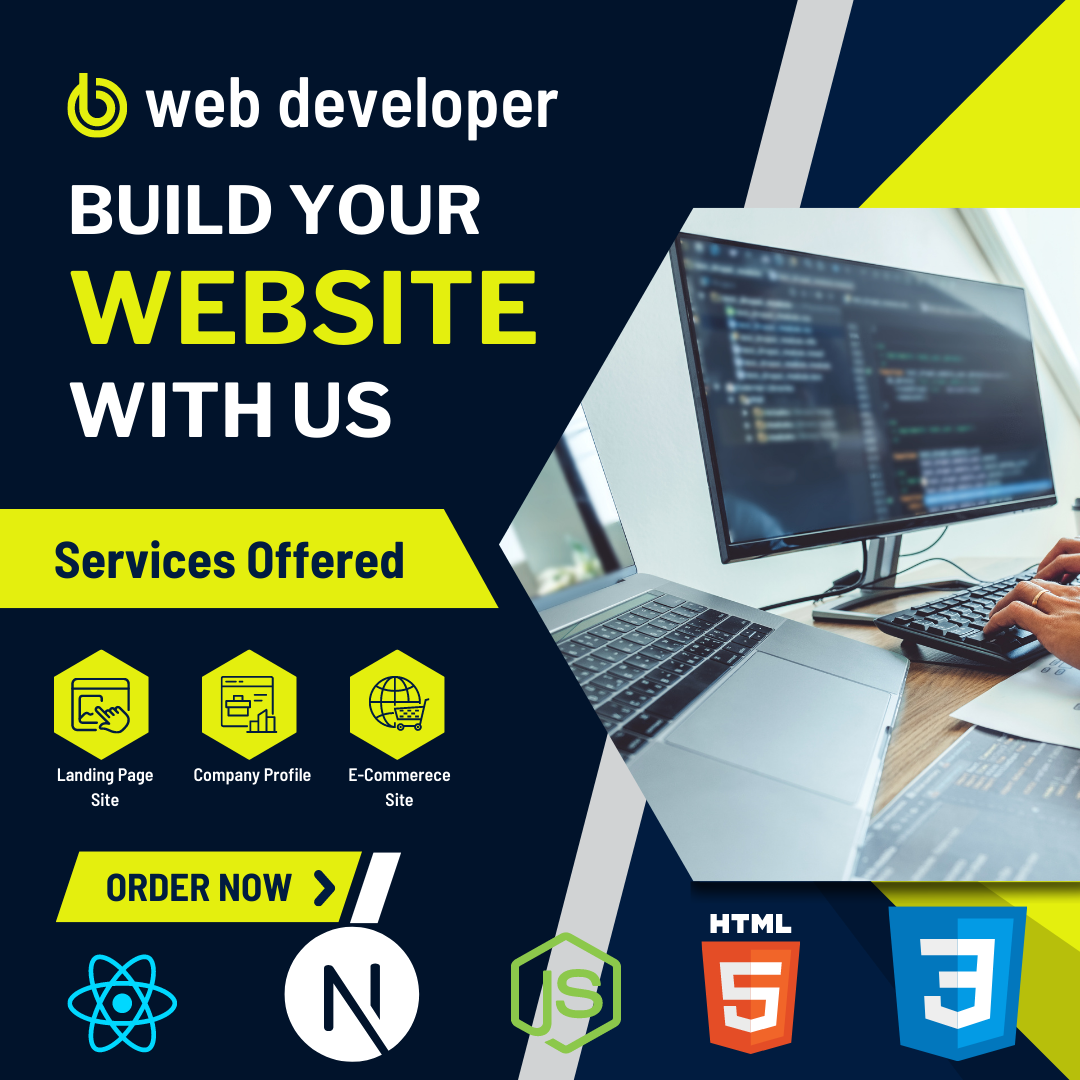 web developer
BUILD YOUR
WEBSITE
WITH US
Services Offered
Landing Page
Site
Company Profile
E-Commerece
Site
ORDER NOW
N
JS
HTML
5
3